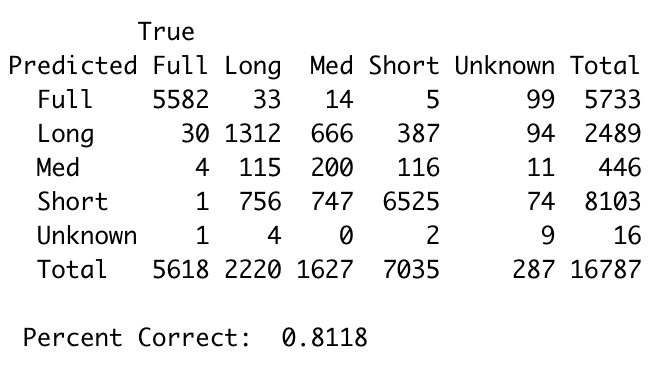 True
Predicted Full Long Med Short Unknown Total
Full 5582 33 14 5 99 5733
Long 30 1312 666 387 94 2489
Med 4 115 200 116 11 446
Short 1 756 747 6525 74 8103
Unknown 1 4 0 2 9 16
Total 5618 2220 1627 7035 287 16787
Percent Correct: 0.8118